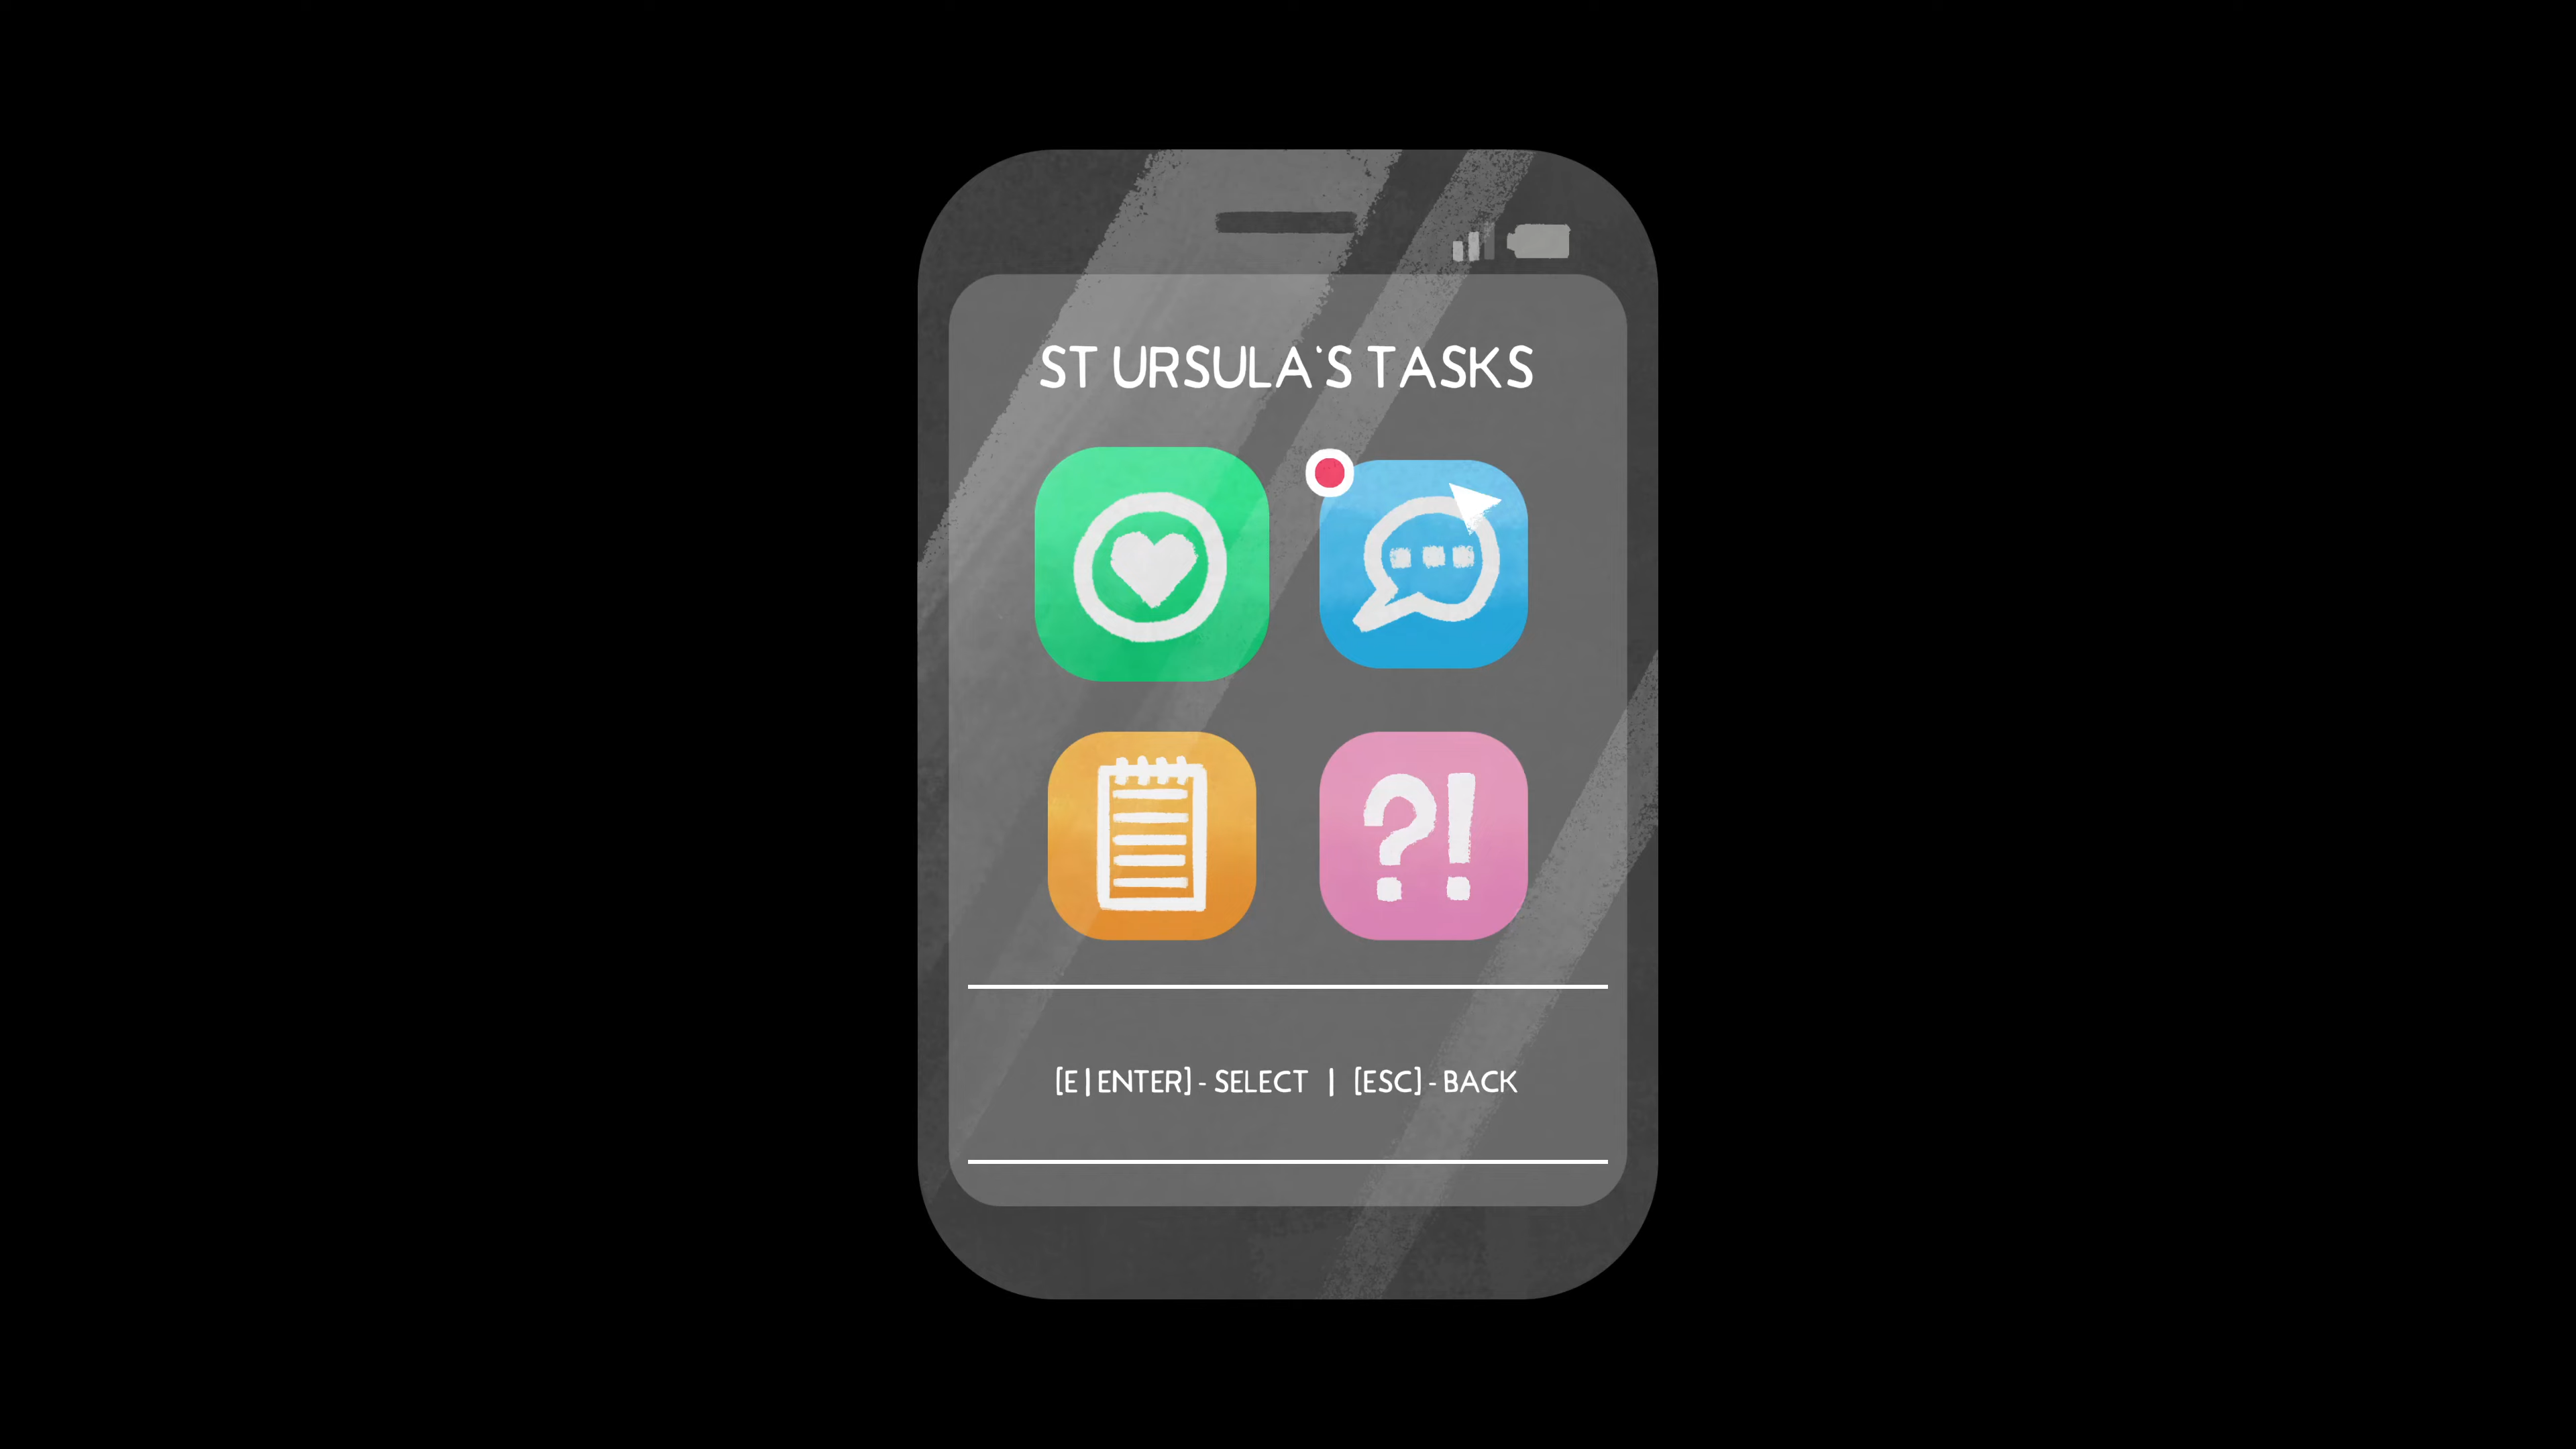 ST URSULA'S TASKS
?!
[E|ENTER] - SELECT | [ESC] - BACK